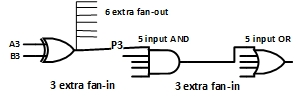 6 extra fan-out
A3
B3
P3
5 input AND
5 input OR
3 extra fan-in
3 extra fan-in